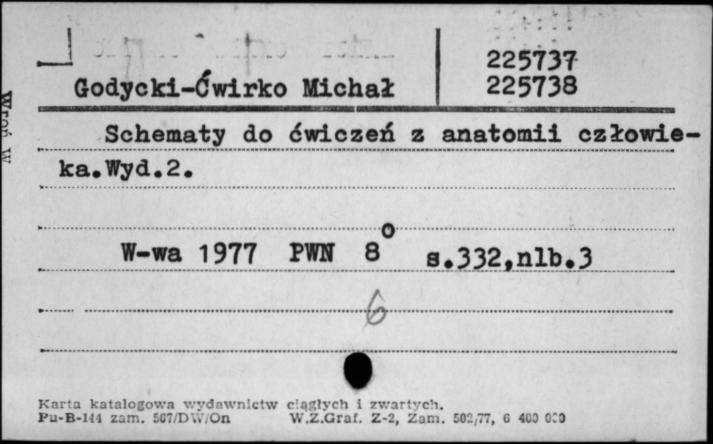 225737
Godycki-Ćwirko Michał 225738
Schematy do ćwiczeń z anatomii człowie-
ka.Wyd.2.
W-wa 1977 PWN 8° s.332,nlb.3
6
Karta katalogowa wydawnictw ciągłych i zwartych.
Pu-B-144 zam. 567/DW/On W.Z.Graf. Z-2, Zam. 502/77, 6 400 000